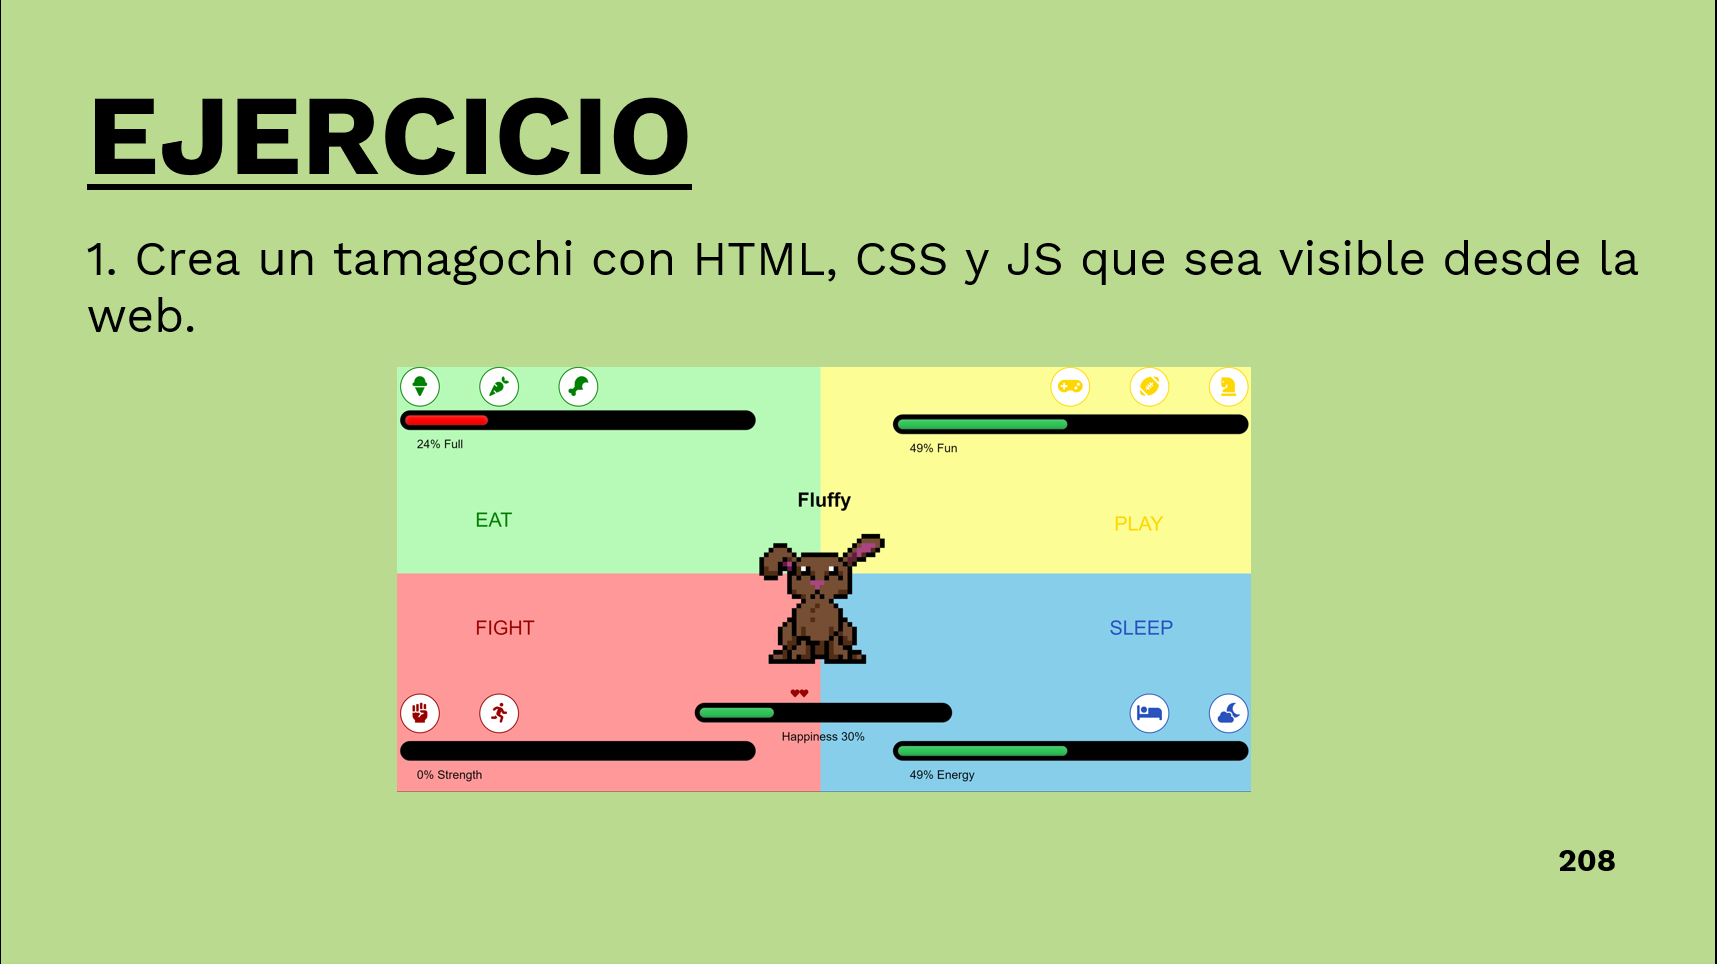 EJERCICIO
1. Crea un tamagochi con HTML, CSS y JS que sea visible desde la
web.
24% Full
49% Fun
Fluffy
EAT
PLAY
FIGHT
SLEEP
Happiness 30%
0% Strength
49% Energy
208